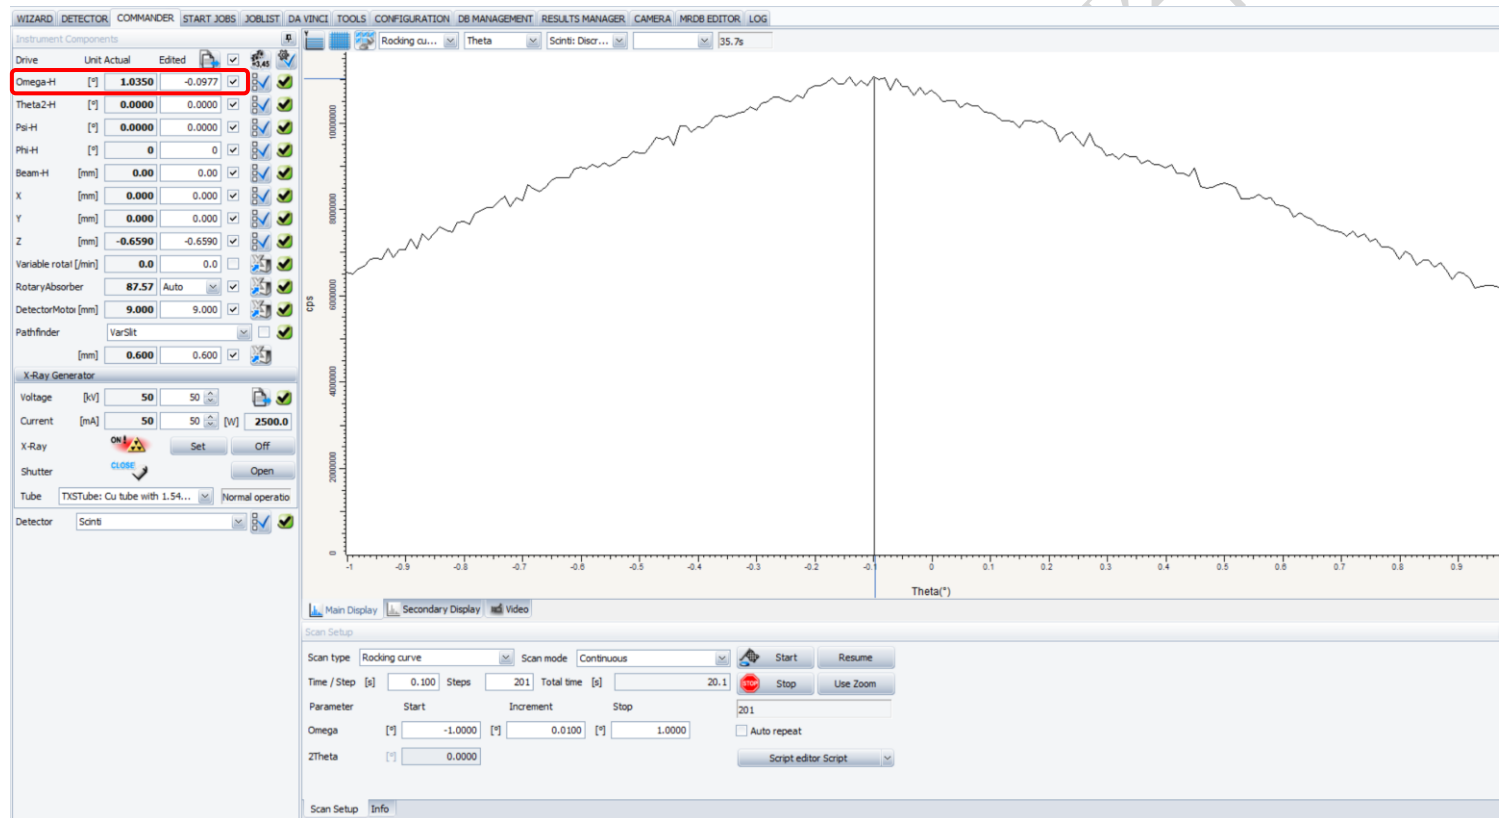 WIZARD DETECTOR COMMANDER START JOBS JOBLIST DA VINCI TOOLS CONFIGURATION DB MANAGEMENT RESULTS MANAGER CAMERA MRDB EDITOR LOG
Instrument Components
Rocking cu... Theta Scinti: Discr... 35.7s
Drive Unit Actual Edited
Omega-H [°] 1.0350 -0.0977
Theta2-H [°] 0.0000 0.0000
Psi-H [°] 0.0000 0.0000
Phi-H [°] 0 0
Beam-H [mm] 0.00 0.00
X [mm] 0.000 0.000
Y [mm] 0.000 0.000
Z [mm] -0.6590 -0.6590
Variable rotat [/min] 0.0 0.0
RotaryAbsorber 87.57 Auto
DetectorMotor [mm] 9.000 9.000
Pathfinder VarSlit
[mm] 0.600 0.600
X-Ray Generator
Voltage [kV] 50 50
Current [mA] 50 50 [W] 2500.0
X-Ray ON Set Off
Shutter CLOSE Open
Tube TXSTube: Cu tube with 1.54... Normal operatio
Detector Scinti
cps
10000000
8000000
6000000
4000000
2000000
0
-1 -0.9 -0.8 -0.7 -0.6 -0.5 -0.4 -0.3 -0.2 -0.1 0 0.1 0.2 0.3 0.4 0.5 0.6 0.7 0.8 0.9
Theta(°)
Main Display Secondary Display Video
Scan Setup
Scan type Rocking curve Scan mode Continuous Start Resume
Time / Step [s] 0.100 Steps 201 Total time [s] 20.1 STOP Stop Use Zoom
Parameter Start Increment Stop 201
Omega [°] -1.0000 [°] 0.0100 [°] 1.0000 Auto repeat
2Theta [°] 0.0000 Script editor Script
Scan Setup Info